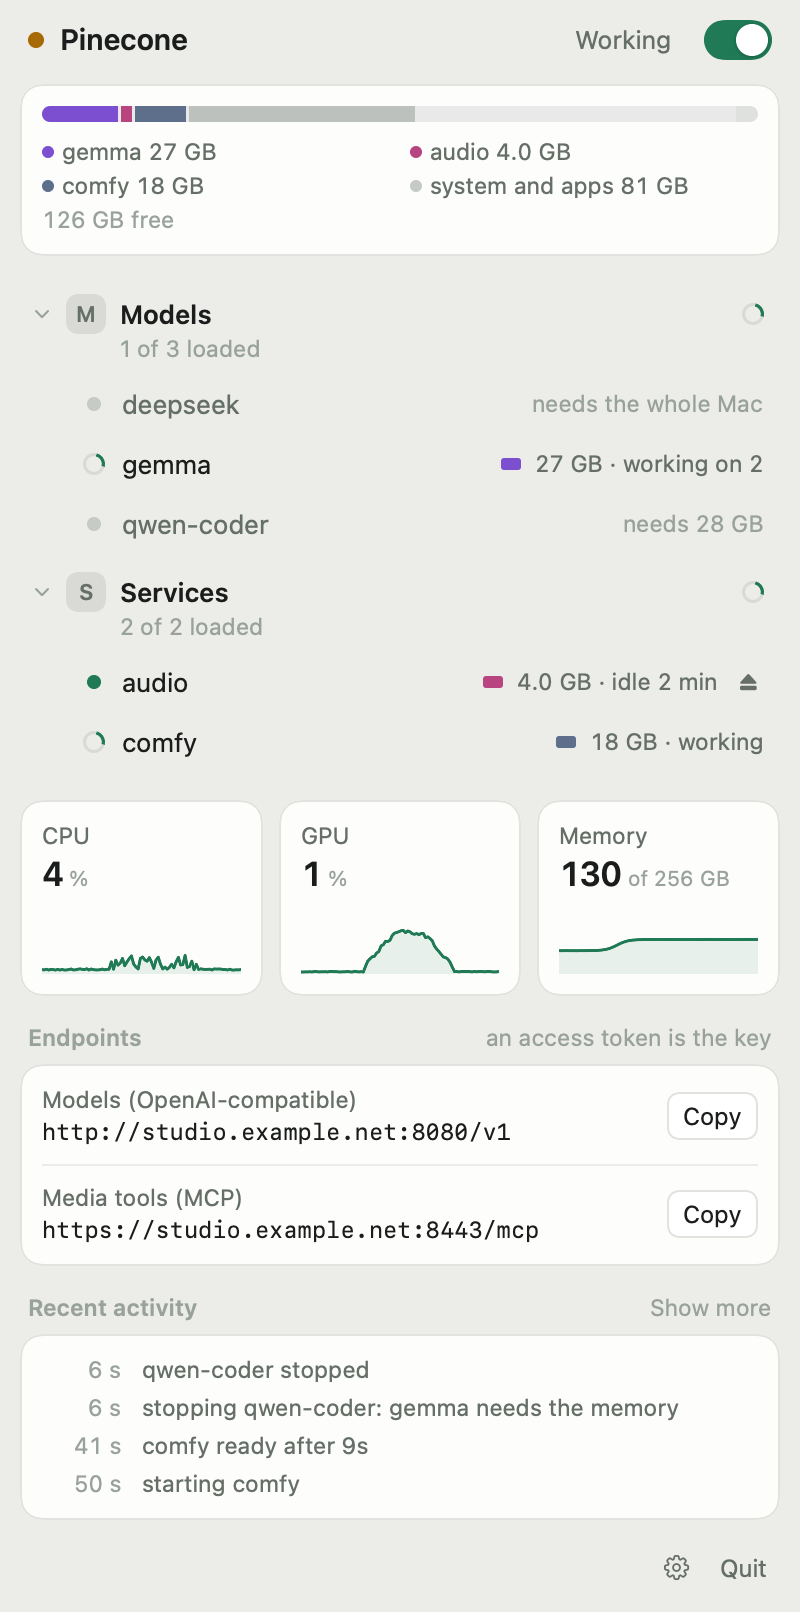 Pinecone
Working
gemma 27 GB
audio 4.0 GB
comfy 18 GB
system and apps 81 GB
126 GB free
M Models
1 of 3 loaded
deepseek
needs the whole Mac
gemma
27 GB · working on 2
qwen-coder
needs 28 GB
S Services
2 of 2 loaded
audio
4.0 GB · idle 2 min
comfy
18 GB · working
CPU
4 %
GPU
1 %
Memory
130 of 256 GB
Endpoints
an access token is the key
Models (OpenAI-compatible)
http://studio.example.net:8080/v1
Copy
Media tools (MCP)
https://studio.example.net:8443/mcp
Copy
Recent activity
Show more
6 s qwen-coder stopped
6 s stopping qwen-coder: gemma needs the memory
41 s comfy ready after 9s
50 s starting comfy
Quit